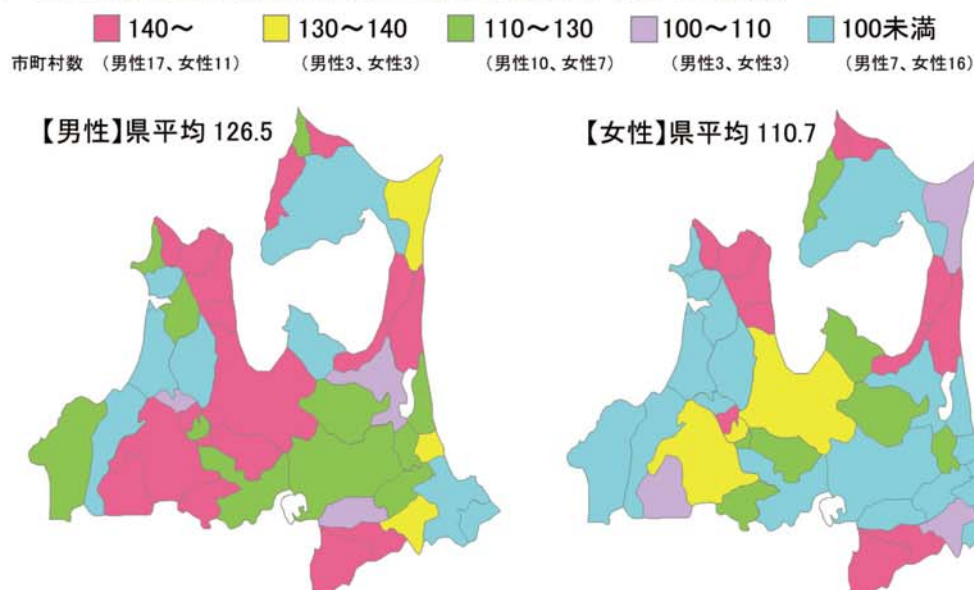 140～ 130～140 110～130 100～110 100未満
市町村数 （男性17、女性11） （男性3、女性3） （男性10、女性7） （男性3、女性3） （男性7、女性16）
【男性】県平均 126.5 【女性】県平均 110.7